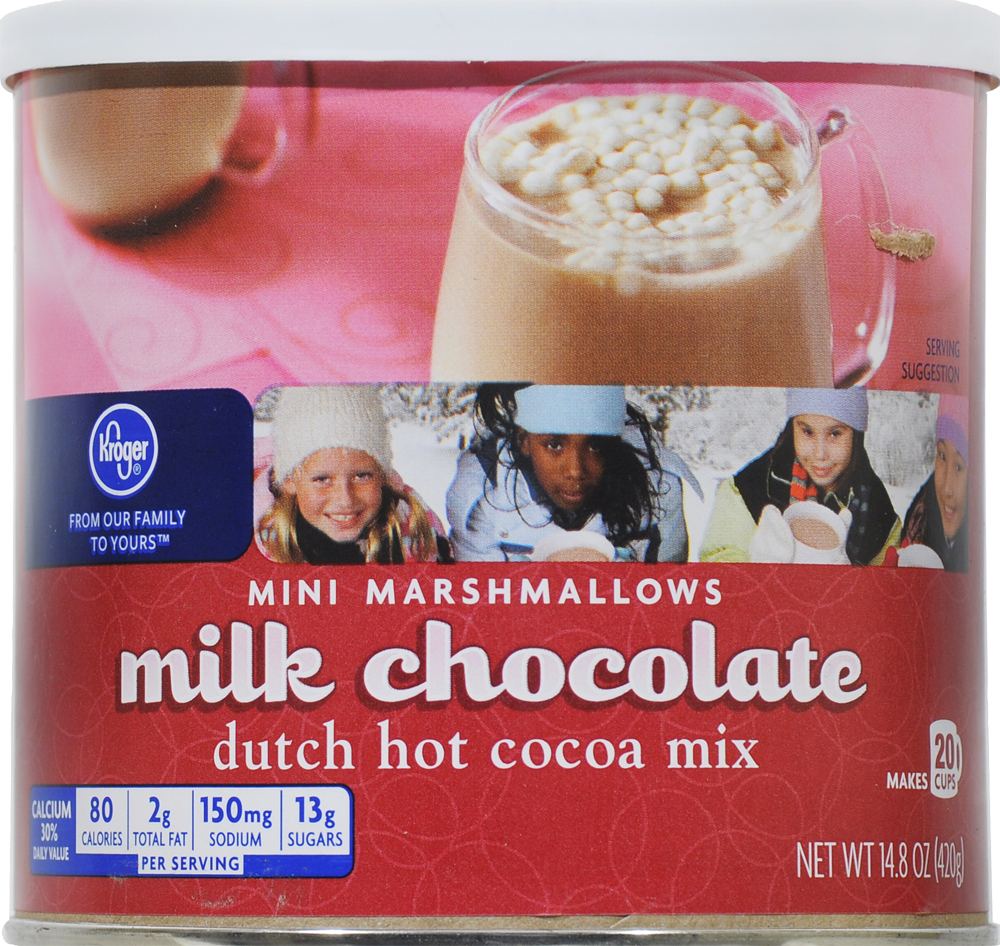 SERVING
SUGGESTION
Kroger®
FROM OUR FAMILY
TO YOURS™
MINI MARSHMALLOWS
milk chocolate
dutch hot cocoa mix
MAKES 20 CUPS
CALCIUM
30%
DAILY VALUE
80 2g 150mg 13g
CALORIES TOTAL FAT SODIUM SUGARS
PER SERVING
NET WT 14.8 OZ (420g)